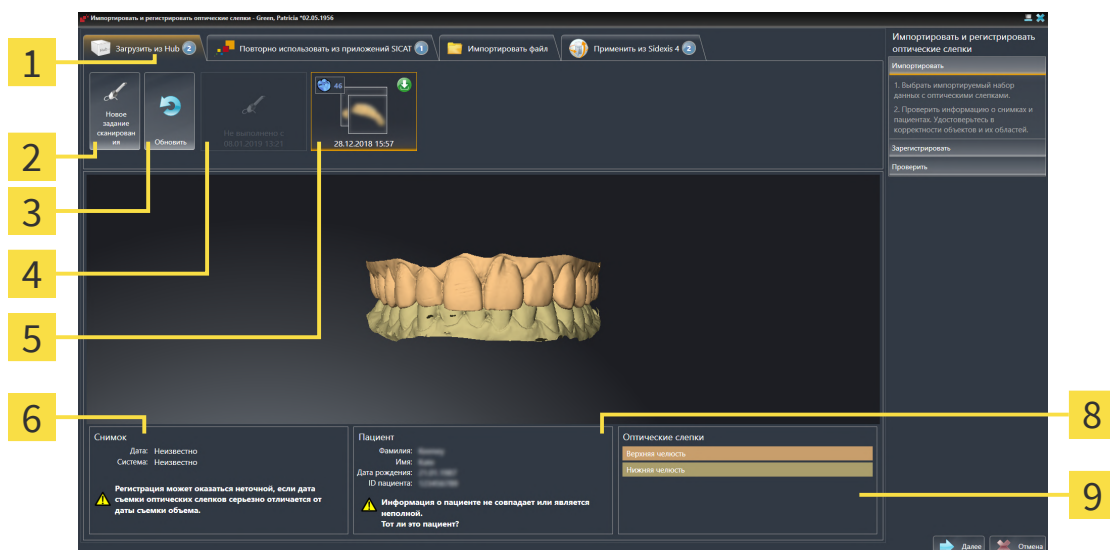 Импортировать и регистрировать оптические слепки - Green, Patricia *02.05.1956
1
Загрузить из Hub 2
Повторно использовать из приложений SICAT 1
Импортировать файл
Применить из Sidexis 4 2
Импортировать и регистрировать
оптические слепки
Импортировать
1. Выбрать импортируемый набор
данных с оптическими слепками.
2. Проверить информацию о снимках и
пациентах. Удостоверьтесь в
корректности объектов и их областей.
Зарегистрировать
Проверить
2
Новое
задание
сканирован
ия
3
Обновить
4
Не выполнено с
08.03.2019 13:21
5
46
28.12.2018 15:57
6
Снимок
Дата: Неизвестно
Система: Неизвестно
Регистрация может оказаться неточной, если дата
съемки оптических слепков серьезно отличается от
даты съемки объема.
8
Пациент
Фамилия:
Имя:
Дата рождения:
ID пациента:
Информация о пациенте не совпадает или является
неполной.
Тот ли это пациент?
9
Оптические слепки
Верхняя челюсть
Нижняя челюсть
Далее
Отмена